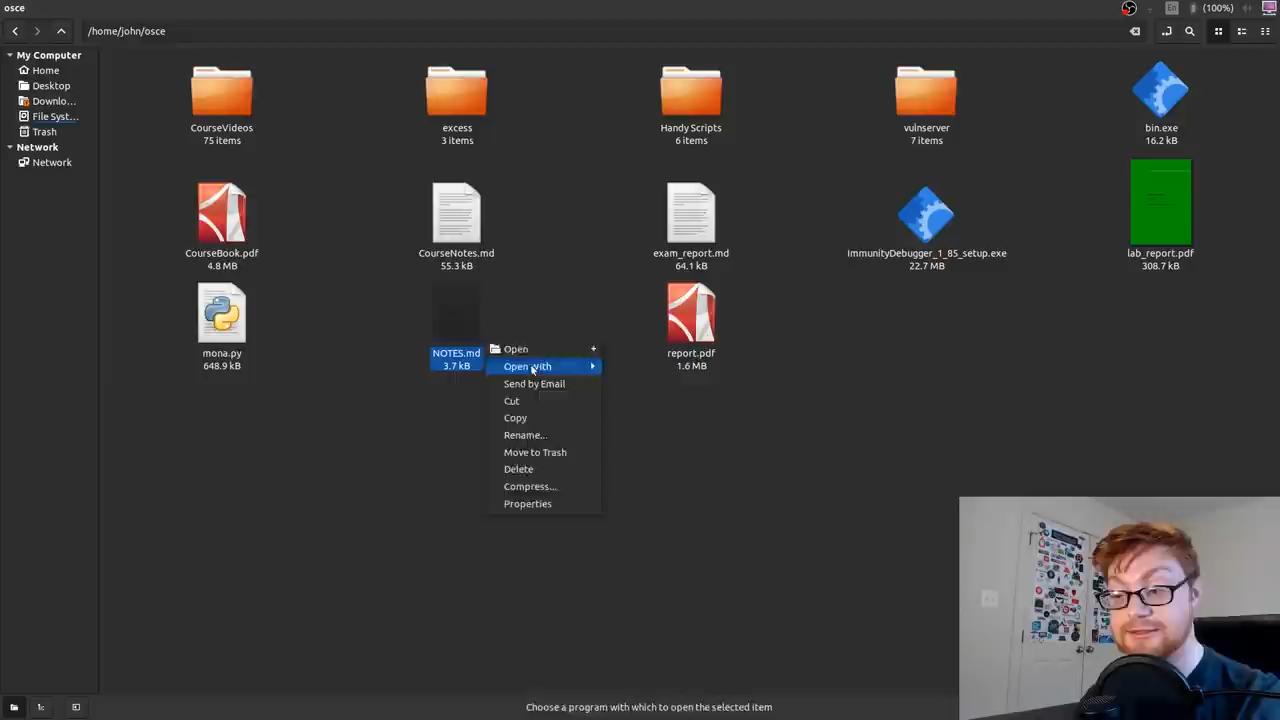 osce
En
(100%)
/home/john/osce
My Computer
Home
Desktop
Downlo...
File Syst...
Trash
Network
Network
CourseVideos
75 items
excess
3 items
Handy Scripts
6 items
vulnserver
7 items
bin.exe
16.2 kB
CourseBook.pdf
4.8 MB
CourseNotes.md
55.3 kB
exam_report.md
64.1 kB
ImmunityDebugger_1_85_setup.exe
22.7 MB
lab_report.pdf
308.7 kB
mona.py
648.9 kB
NOTES.md
3.7 kB
report.pdf
1.6 MB
Open
+
Open With
Send by Email
Cut
Copy
Rename...
Move to Trash
Delete
Compress...
Properties
Choose a program with which to open the selected item